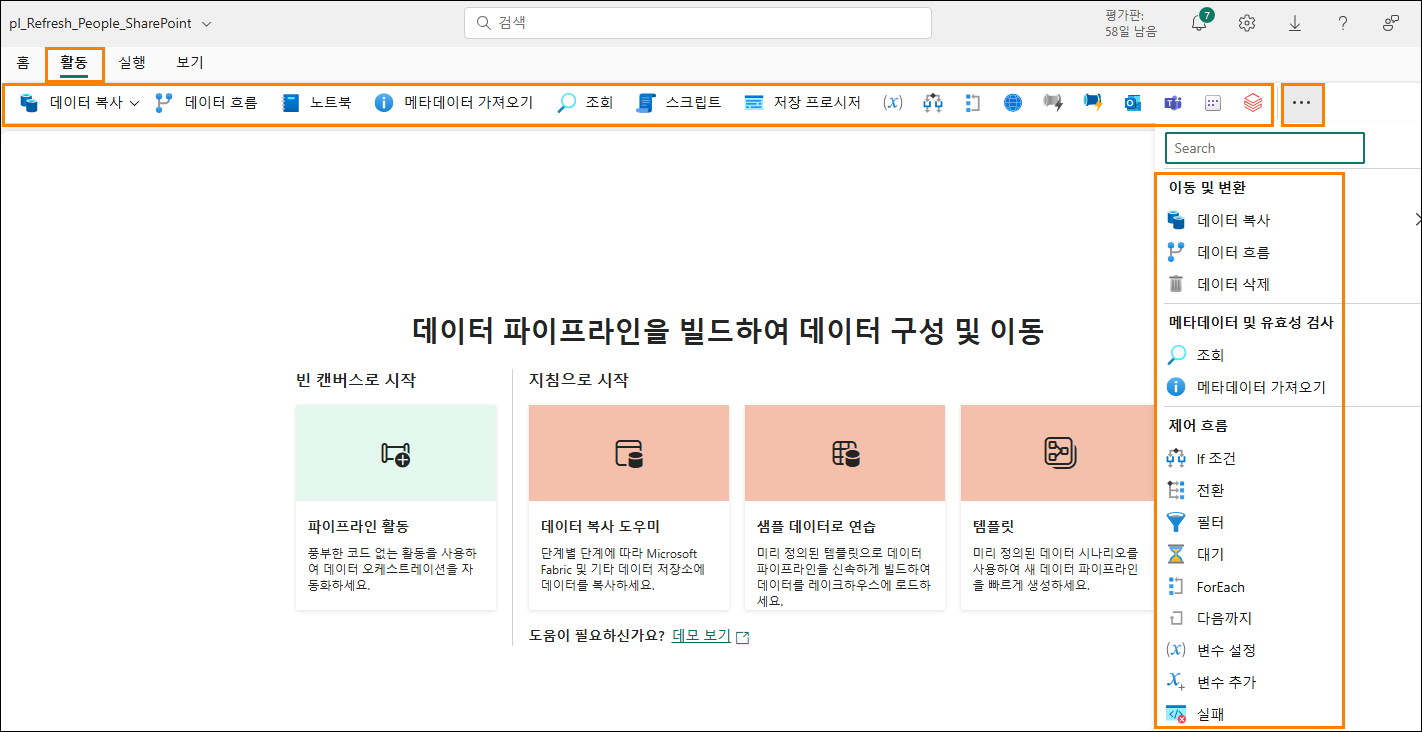 pl_Refresh_People_SharePoint
검색
평가판:
58일 남음
7
홈
활동
실행
보기
데이터 복사
데이터 흐름
노트북
메타데이터 가져오기
조회
스크립트
저장 프로시저
(x)
Search
이동 및 변환
데이터 복사
데이터 흐름
데이터 삭제
메타데이터 및 유효성 검사
조회
메타데이터 가져오기
제어 흐름
If 조건
전환
필터
대기
ForEach
다음까지
(x) 변수 설정
변수 추가
실패
데이터 파이프라인을 빌드하여 데이터 구성 및 이동
빈 캔버스로 시작
파이프라인 활동
풍부한 코드 없는 활동을 사용하
여 데이터 오케스트레이션을 자
동화하세요.
지침으로 시작
데이터 복사 도우미
단계별 단계에 따라 Microsoft
Fabric 및 기타 데이터 저장소에
데이터를 복사하세요.
샘플 데이터로 연습
미리 정의된 템플릿으로 데이터
파이프라인을 신속하게 빌드하여
데이터를 레이크하우스에 로드하
세요.
템플릿
미리 정의된 데이터 시나리오를
사용하여 새 데이터 파이프라인
을 빠르게 생성하세요.
도움이 필요하신가요? 데모 보기